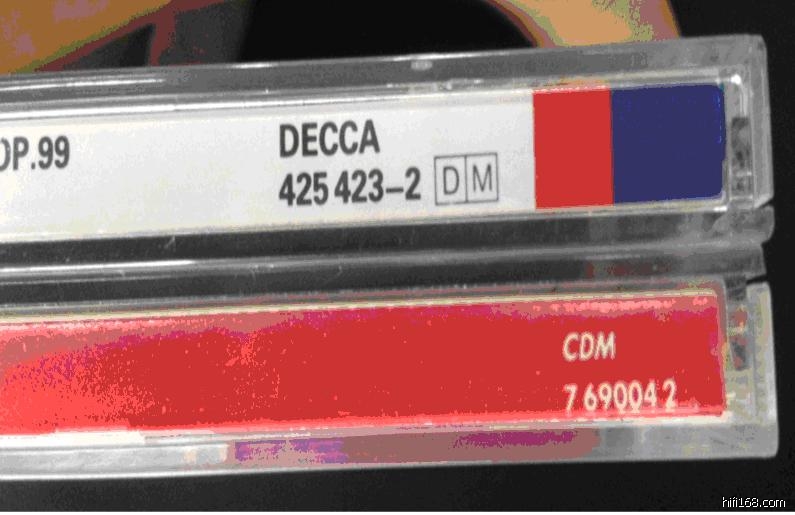 OP.99
DECCA
425 423–2 DM
CDM
7 69004 2
hifi168.com